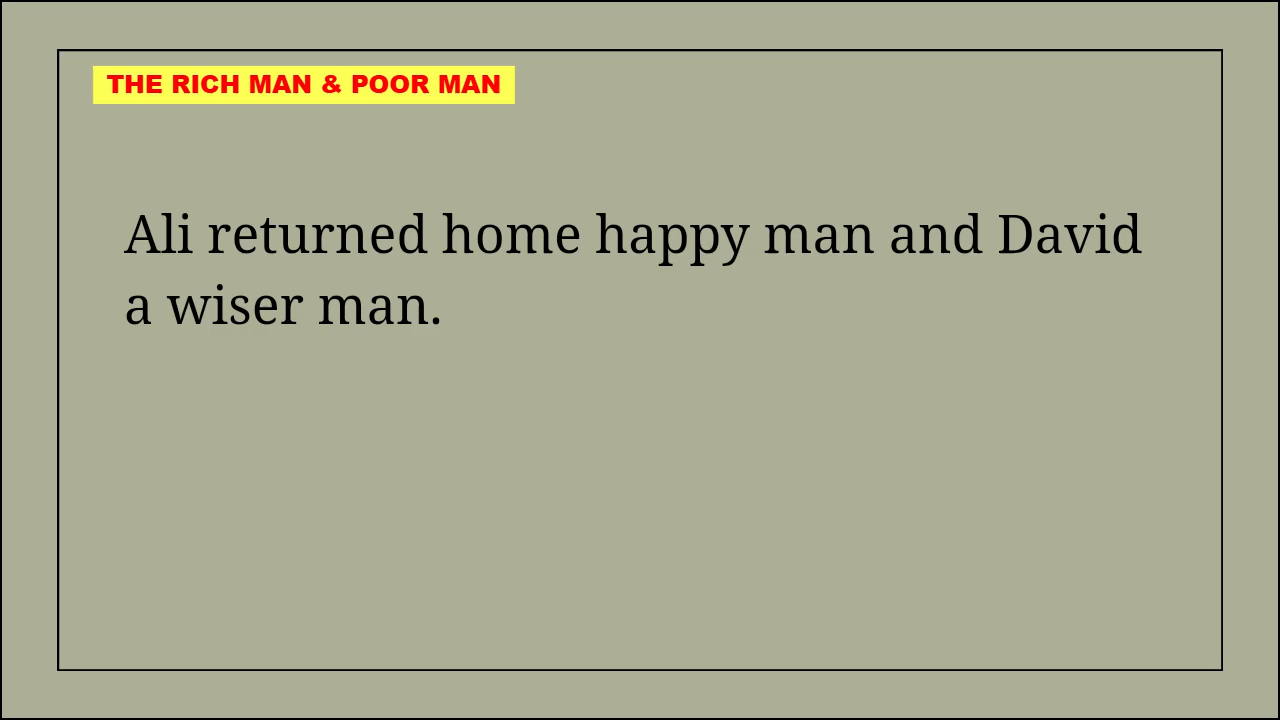 THE RICH MAN & POOR MAN
Ali returned home happy man and David
a wiser man.